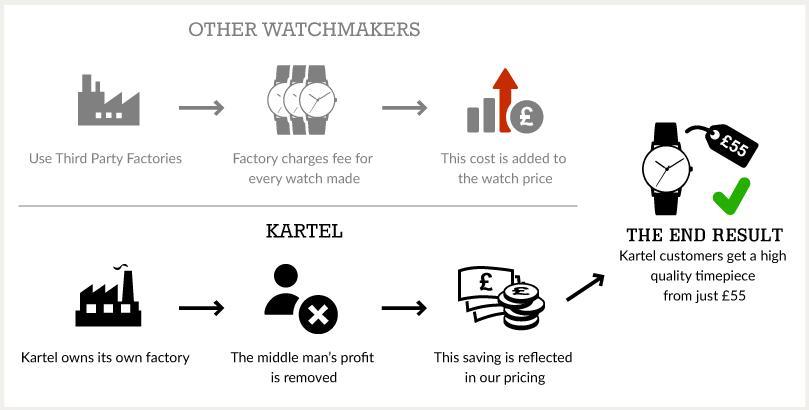 OTHER WATCHMAKERS
£
Use Third Party Factories
Factory charges fee for
every watch made
This cost is added to
the watch price
KARTEL
£
£
Kartel owns its own factory
The middle man's profit
is removed
This saving is reflected
in our pricing
£55
THE END RESULT
Kartel customers get a high
quality timepiece
from just £55